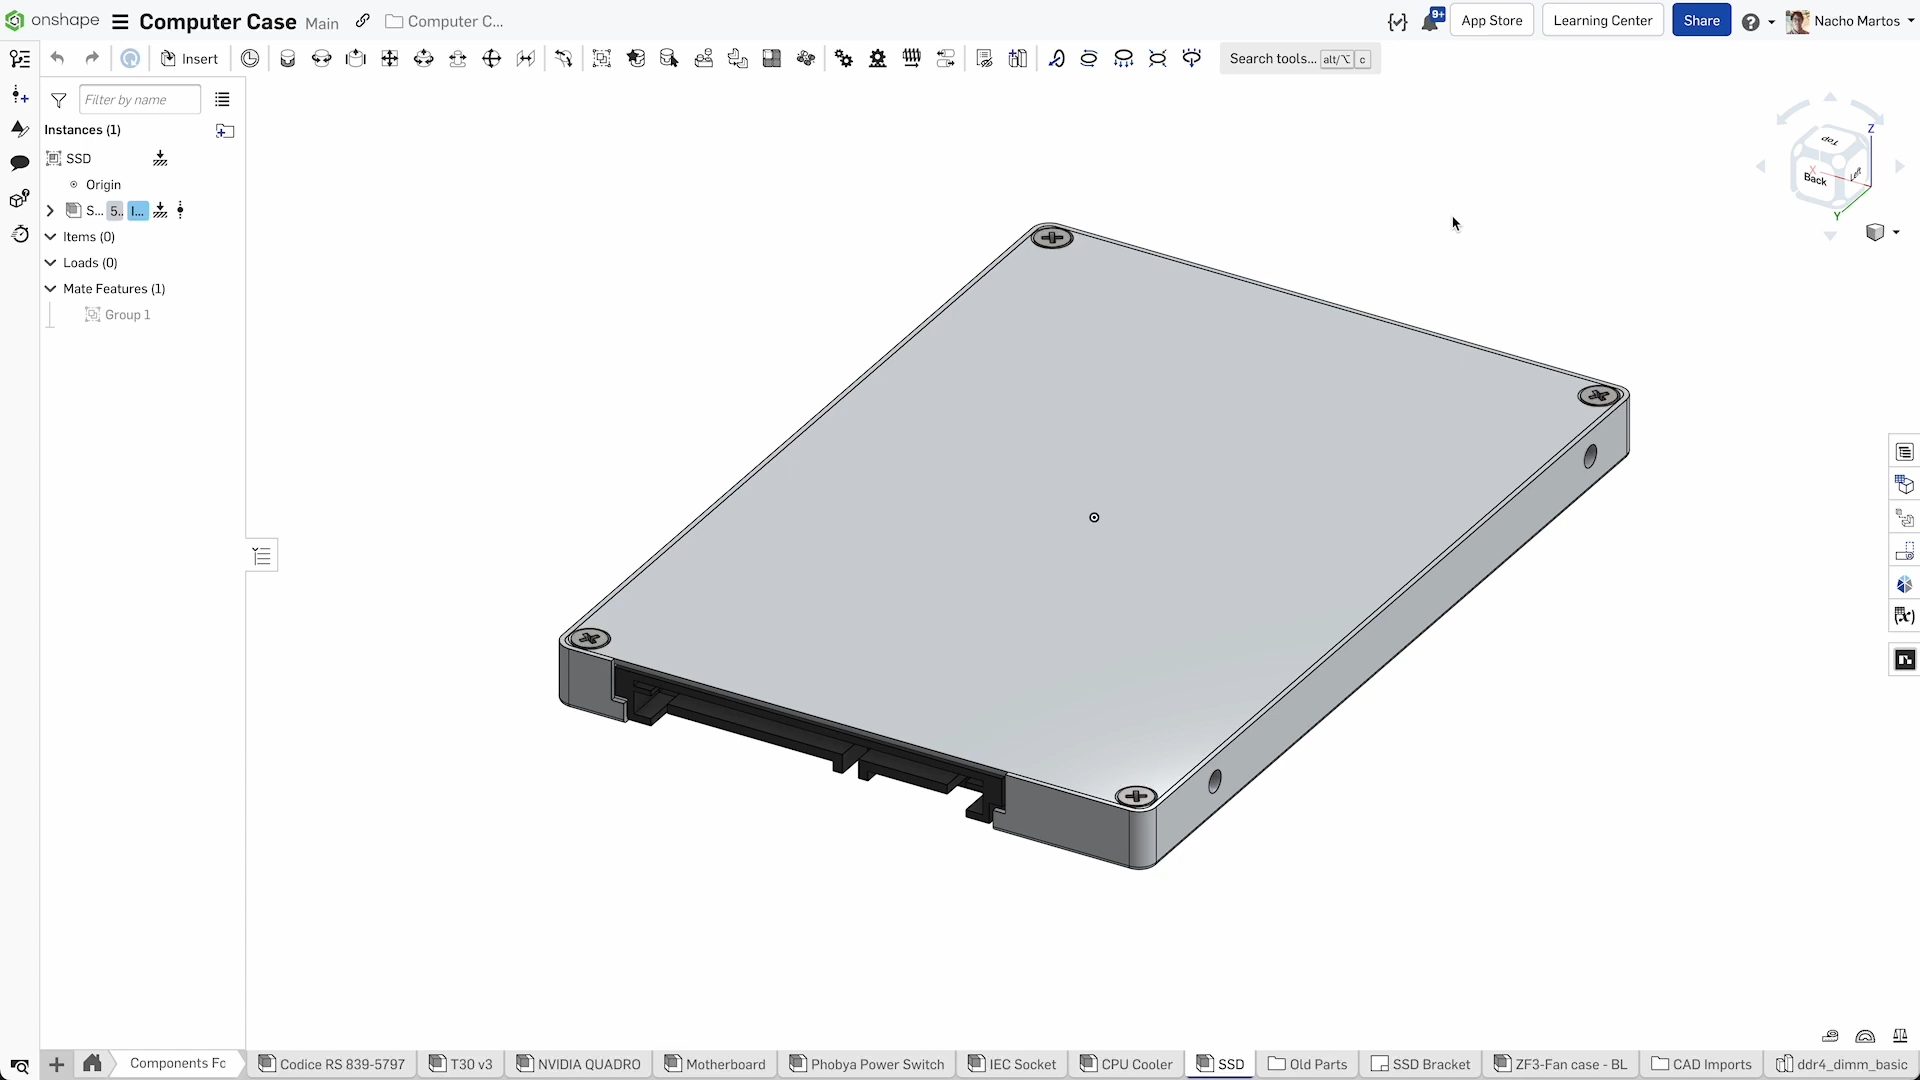 onshape Computer Case Main Computer C... 9+ App Store Learning Center Share Nacho Martos
Insert Search tools... alt/⌥ c
Filter by name
Instances (1)
SSD
Origin
S... 5.. I...
Items (0)
Loads (0)
Mate Features (1)
Group 1
Top
Z
X
Back
Left
Y
(x)
Components Fc Codice RS 839-5797 T30 v3 NVIDIA QUADRO Motherboard Phobya Power Switch IEC Socket CPU Cooler SSD Old Parts SSD Bracket ZF3-Fan case - BL CAD Imports ddr4_dimm_basic